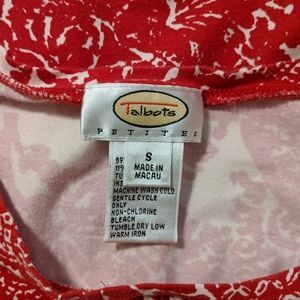 Talbots
PETITES
S
MADE IN
MACAU
MACHINE WASH COLD
GENTLE CYCLE
ONLY
NON-CHLORINE
BLEACH
TUMBLE DRY LOW
WARM IRON